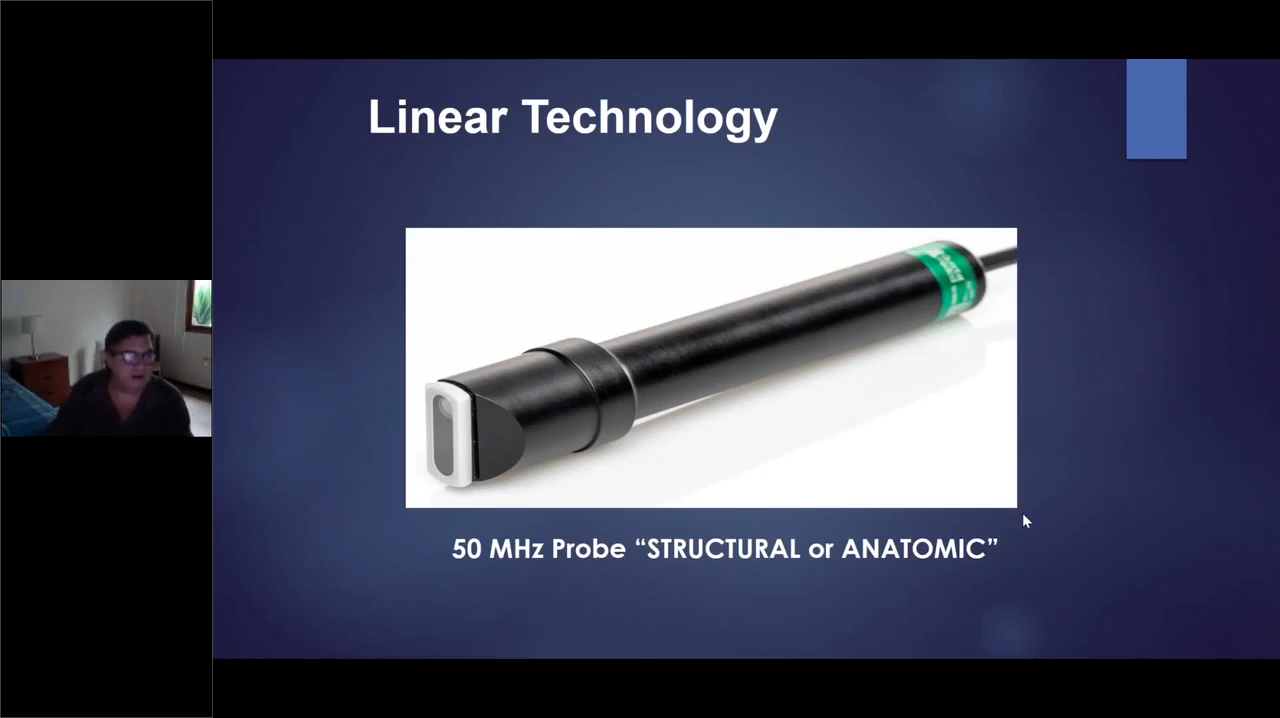 Linear Technology
50 MHz Probe “STRUCTURAL or ANATOMIC”